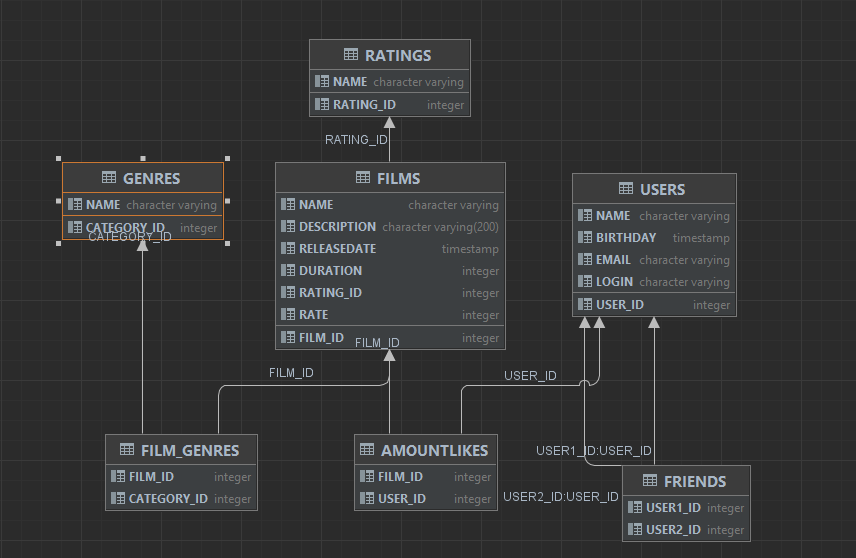 RATINGS
NAME character varying
RATING_ID integer
RATING_ID
GENRES
NAME character varying
CATEGORY_ID integer
CATEGORY_ID
FILMS
NAME character varying
DESCRIPTION character varying(200)
RELEASEDATE timestamp
DURATION integer
RATING_ID integer
RATE integer
FILM_ID integer
FILM_ID
USERS
NAME character varying
BIRTHDAY timestamp
EMAIL character varying
LOGIN character varying
USER_ID integer
FILM_ID
USER_ID
FILM_GENRES
FILM_ID integer
CATEGORY_ID integer
AMOUNTLIKES
FILM_ID integer
USER_ID integer
USER1_ID:USER_ID
USER2_ID:USER_ID
FRIENDS
USER1_ID integer
USER2_ID integer